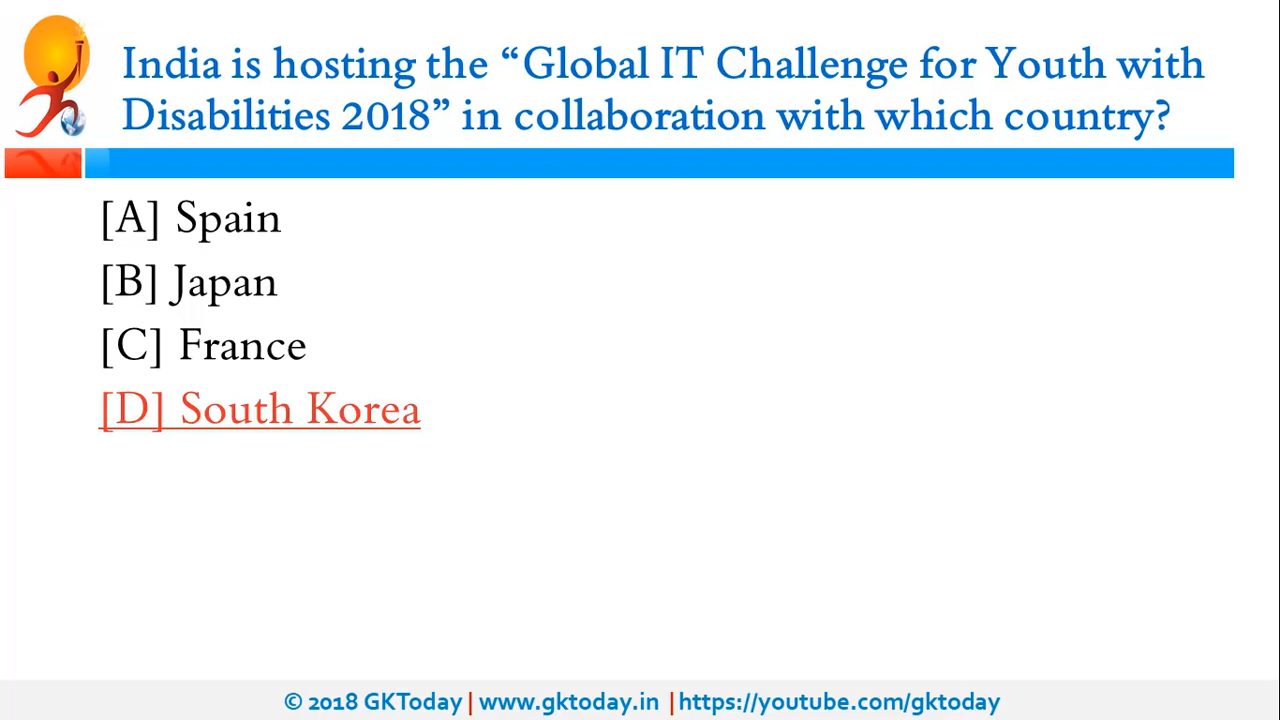 India is hosting the “Global IT Challenge for Youth with
Disabilities 2018” in collaboration with which country?
[A] Spain
[B] Japan
[C] France
[D] South Korea
© 2018 GKToday | www.gktoday.in | https://youtube.com/gktoday